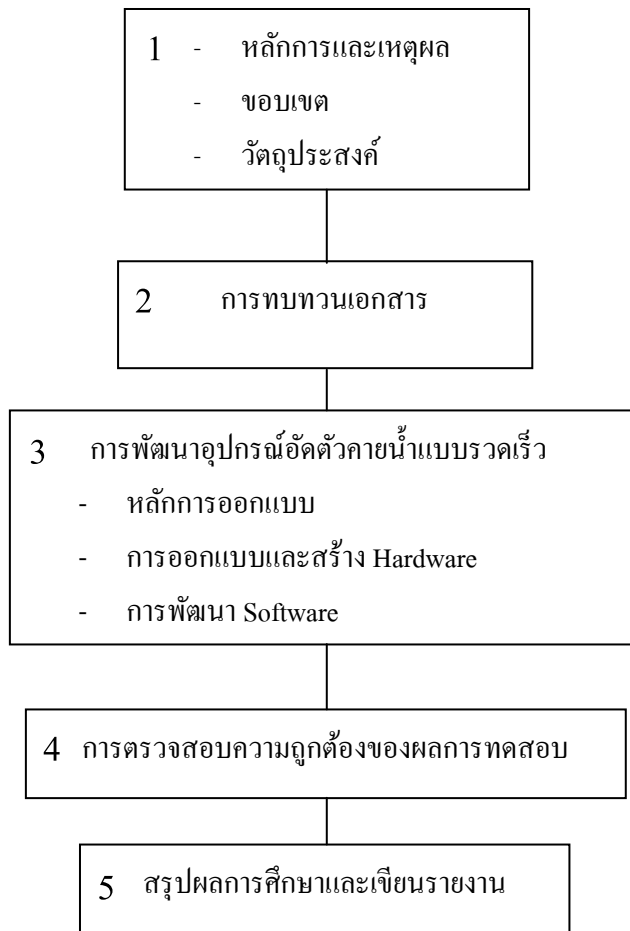 1 - หลักการและเหตุผล
- ขอบเขต
- วัตถุประสงค์
2 การทบทวนเอกสาร
3 การพัฒนาอุปกรณ์อัดตัวคายน้ำแบบรวดเร็ว
- หลักการออกแบบ
- การออกแบบและสร้าง Hardware
- การพัฒนา Software
4 การตรวจสอบความถูกต้องของผลการทดสอบ
5 สรุปผลการศึกษาและเขียนรายงาน